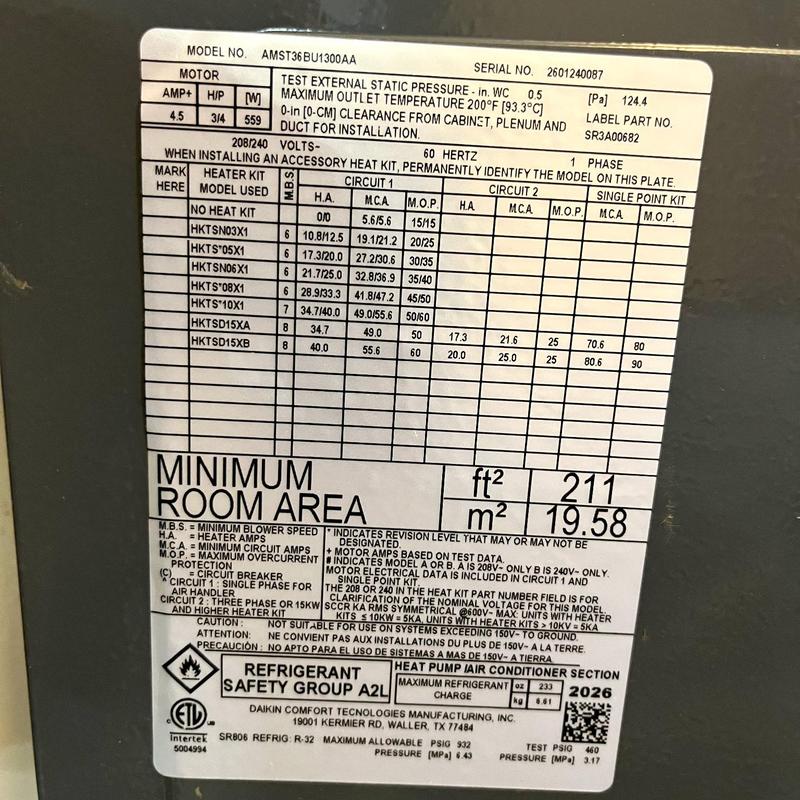 MODEL NO. AMST36BU1300AA SERIAL NO. 2601240087
MOTOR
AMP+ H/P [W]
4.5 3/4 559
TEST EXTERNAL STATIC PRESSURE - in. WC 0.5 [Pa] 124.4
MAXIMUM OUTLET TEMPERATURE 200°F [93.3°C]
0-in [0-CM] CLEARANCE FROM CABINET, PLENUM AND
DUCT FOR INSTALLATION.
LABEL PART NO.
SR3A00682
208/240 VOLTS~ 60 HERTZ 1 PHASE
WHEN INSTALLING AN ACCESSORY HEAT KIT, PERMANENTLY IDENTIFY THE MODEL ON THIS PLATE.
MARK HERE HEATER KIT MODEL USED M.B.S. CIRCUIT 1 CIRCUIT 2 SINGLE POINT KIT
H.A. M.C.A. M.O.P. H.A. M.C.A. M.O.P. M.C.A. M.O.P.
NO HEAT KIT 0/0 5.6/5.6 15/15
HKTSN03X1 6 10.8/12.5 19.1/21.2 20/25
HKTS*05X1 6 17.3/20.0 27.2/30.6 30/35
HKTSN06X1 6 21.7/25.0 32.8/36.9 35/40
HKTS*08X1 6 28.9/33.3 41.8/47.2 45/50
HKTS*10X1 7 34.7/40.0 49.0/55.6 50/60
HKTSD15XA 8 34.7 49.0 50 17.3 21.6 25 70.6 80
HKTSD15XB 8 40.0 55.6 60 20.0 25.0 25 80.6 90
MINIMUM
ROOM AREA
ft² 211
m² 19.58
M.B.S. = MINIMUM BLOWER SPEED
H.A. = HEATER AMPS
M.C.A. = MINIMUM CIRCUIT AMPS
M.O.P. = MAXIMUM OVERCURRENT
PROTECTION
(C) = CIRCUIT BREAKER
* CIRCUIT 1 : SINGLE PHASE FOR
AIR HANDLER
CIRCUIT 2 : THREE PHASE OR 15KW
AND HIGHER HEATER KIT
* INDICATES REVISION LEVEL THAT MAY OR MAY NOT BE
DESIGNATED.
+ MOTOR AMPS BASED ON TEST DATA.
# INDICATES MODEL A OR B. A IS 208V~ ONLY B IS 240V~ ONLY.
MOTOR ELECTRICAL DATA IS INCLUDED IN CIRCUIT 1 AND
SINGLE POINT KIT.
THE 208 OR 240 IN THE HEAT KIT PART NUMBER FIELD IS FOR
CLARIFICATION OF THE NOMINAL VOLTAGE FOR THIS MODEL.
SCCR KA RMS SYMMETRICAL @600V~ MAX: UNITS WITH HEATER
KITS ≤ 10KW = 5KA, UNITS WITH HEATER KITS > 10KV = 5KA
CAUTION: NOT SUITABLE FOR USE ON SYSTEMS EXCEEDING 150V~ TO GROUND.
ATTENTION: NE CONVIENT PAS AUX INSTALLATIONS DU PLUS DE 150V~ A LA TERRE.
PRECAUCIÓN: NO APTO PARA EL USO DE SISTEMAS A MAS DE 150V~ A TIERRA
REFRIGERANT
SAFETY GROUP A2L
HEAT PUMP/AIR CONDITIONER SECTION
MAXIMUM REFRIGERANT CHARGE
oz 233
kg 6.61
2026
DAIKIN COMFORT TECNOLOGIES MANUFACTURING, INC.
19001 KERMIER RD, WALLER, TX 77484
C ETL US
Intertek
5004994
SR806 REFRIG: R-32 MAXIMUM ALLOWABLE PSIG 932 TEST PSIG 460
PRESSURE [MPa] 6.43 PRESSURE [MPa] 3.17